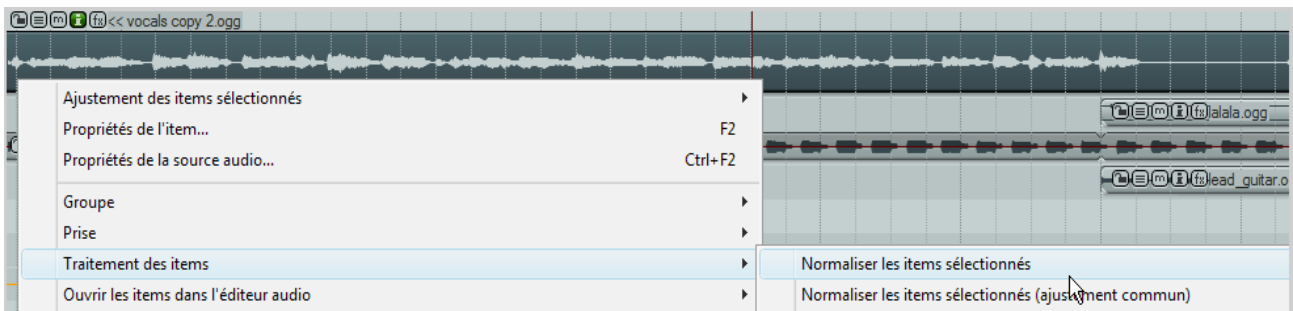 << vocals copy 2.ogg
Ajustement des items sélectionnés
Propriétés de l'item... F2
Propriétés de la source audio... Ctrl+F2
Groupe
Prise
Traitement des items
Ouvrir les items dans l'éditeur audio
lalala.ogg
lead_guitar.o
Normaliser les items sélectionnés
Normaliser les items sélectionnés (ajustement commun)